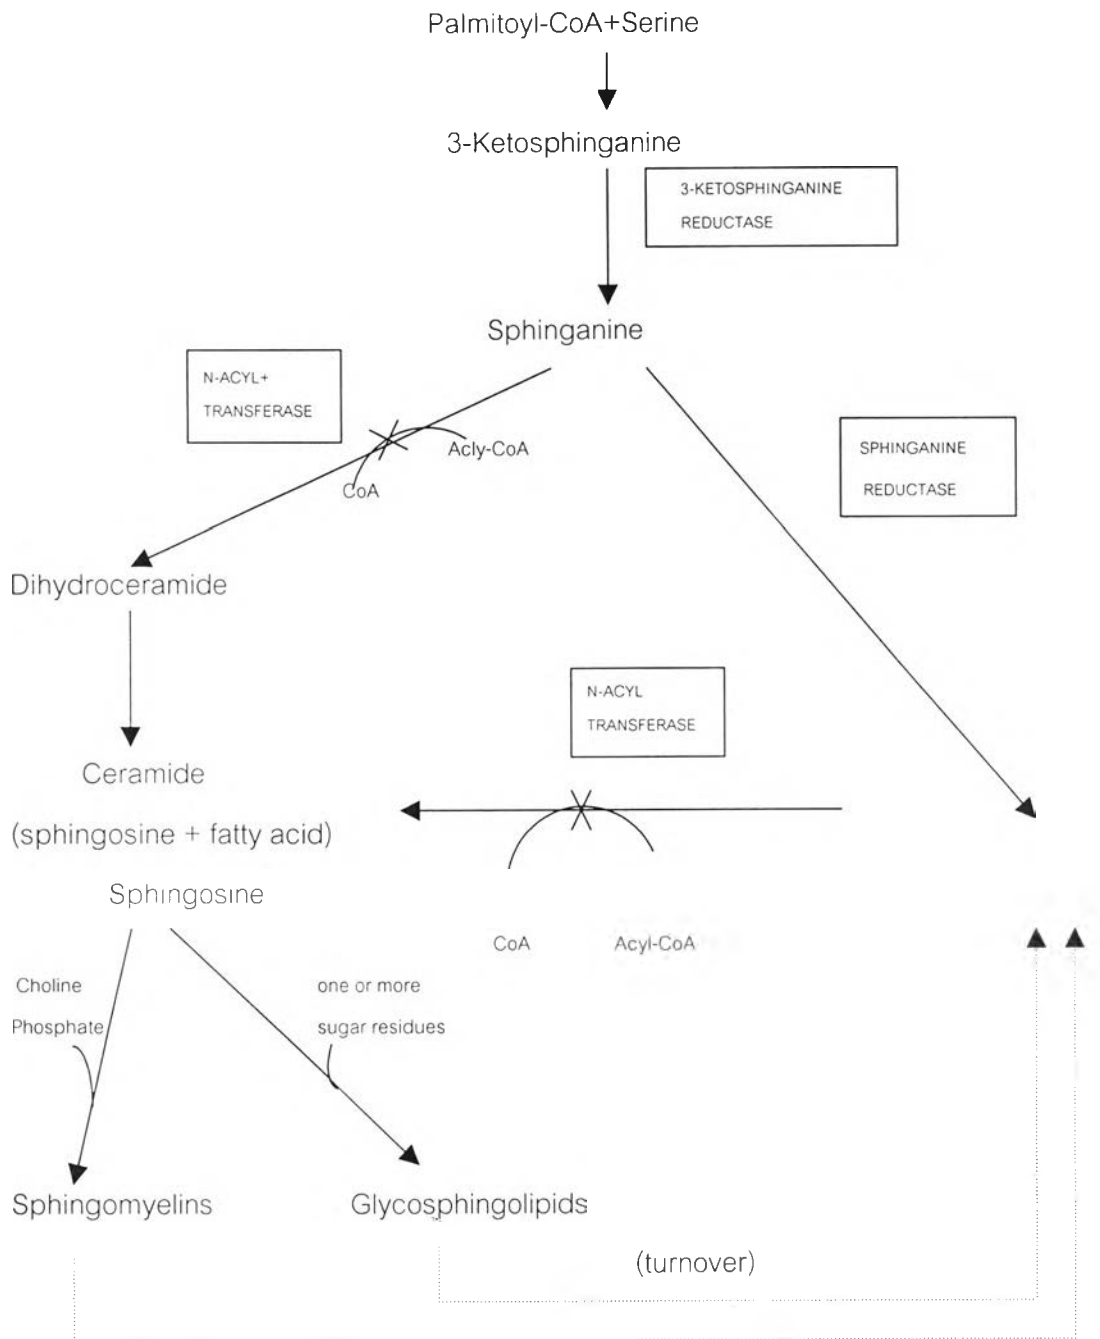 Palmitoyl-CoA+Serine
3-Ketosphinganine
3-KETOSPHINGANINE
REDUCTASE
Sphinganine
N-ACYL+
TRANSFERASE
Acly-CoA
CoA
SPHINGANINE
REDUCTASE
Dihydroceramide
N-ACYL
TRANSFERASE
Ceramide
(sphingosine + fatty acid)
Sphingosine
CoA
Acyl-CoA
Choline
Phosphate
one or more
sugar residues
Sphingomyelins
Glycosphingolipids
(turnover)